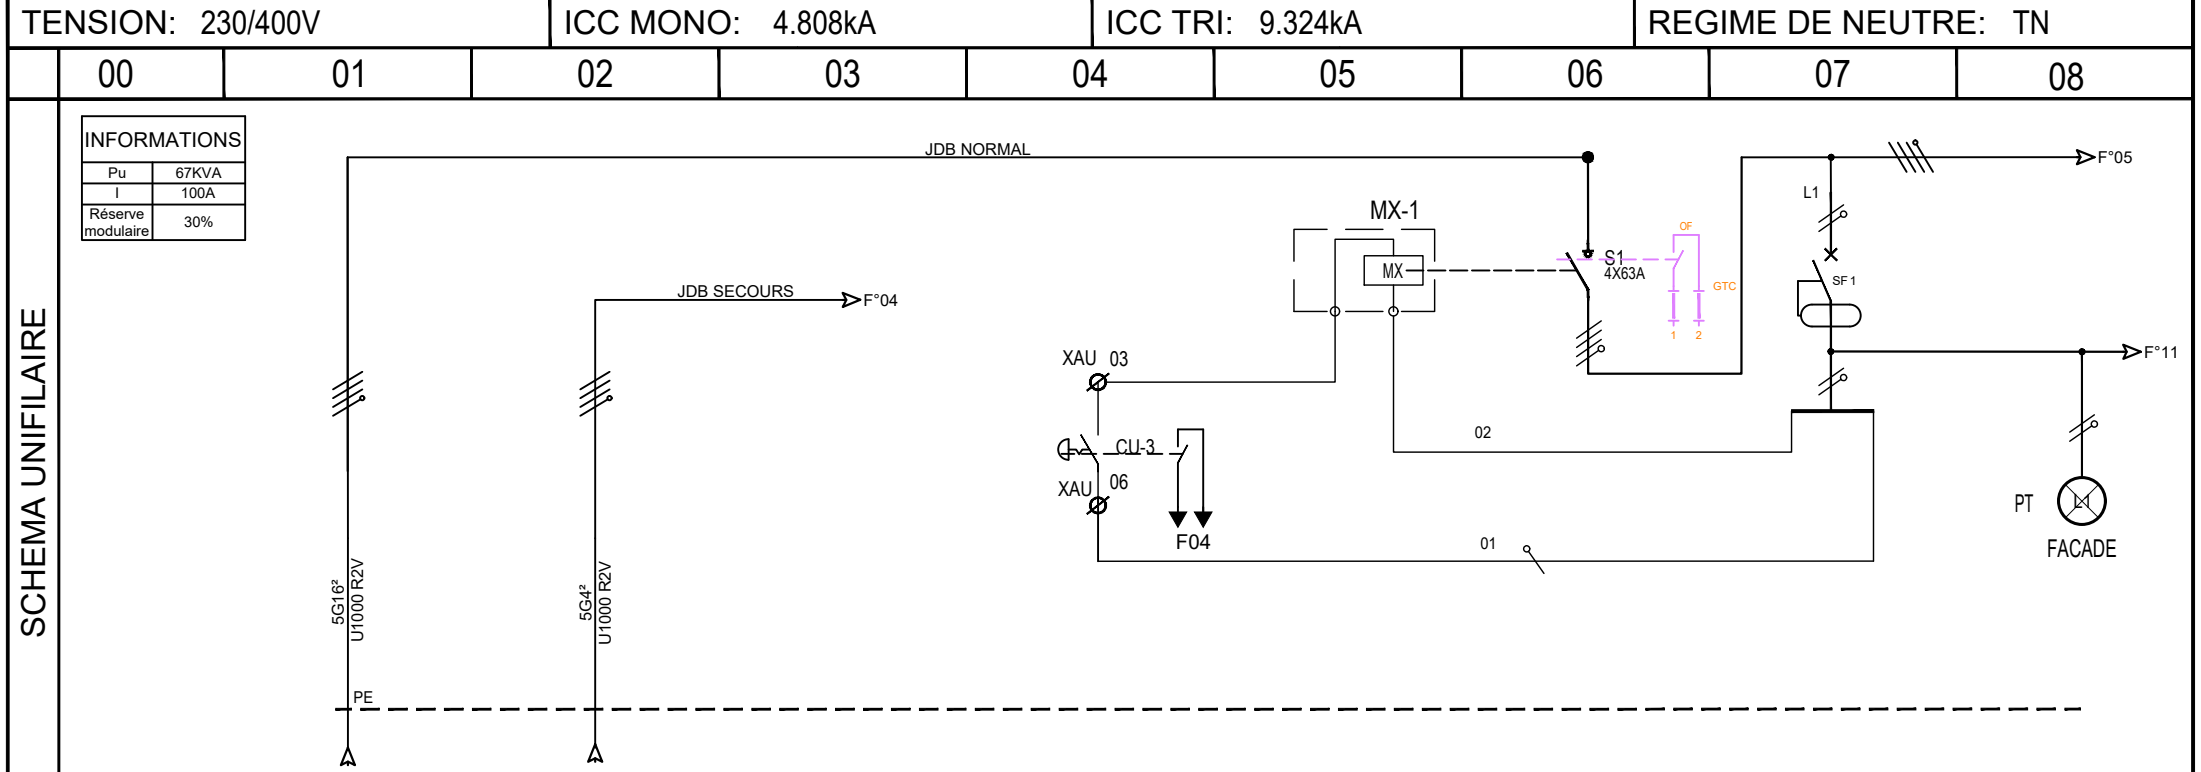 TENSION: 230/400V ICC MONO: 4.808kA ICC TRI: 9.324kA REGIME DE NEUTRE: TN
00 01 02 03 04 05 06 07 08
SCHEMA UNIFILAIRE
INFORMATIONS
Pu 67KVA
I 100A
Réserve modulaire 30%
JDB NORMAL
F°05
L1
MX-1
OF
MX
S1
4X63A
GTC
SF1
JDB SECOURS
F°04
1 2
F°11
XAU 03
CU-3
02
XAU 06
PT
L1
F04
01
FACADE
5G16²
U1000 R2V
5G4²
U1000 R2V
PE